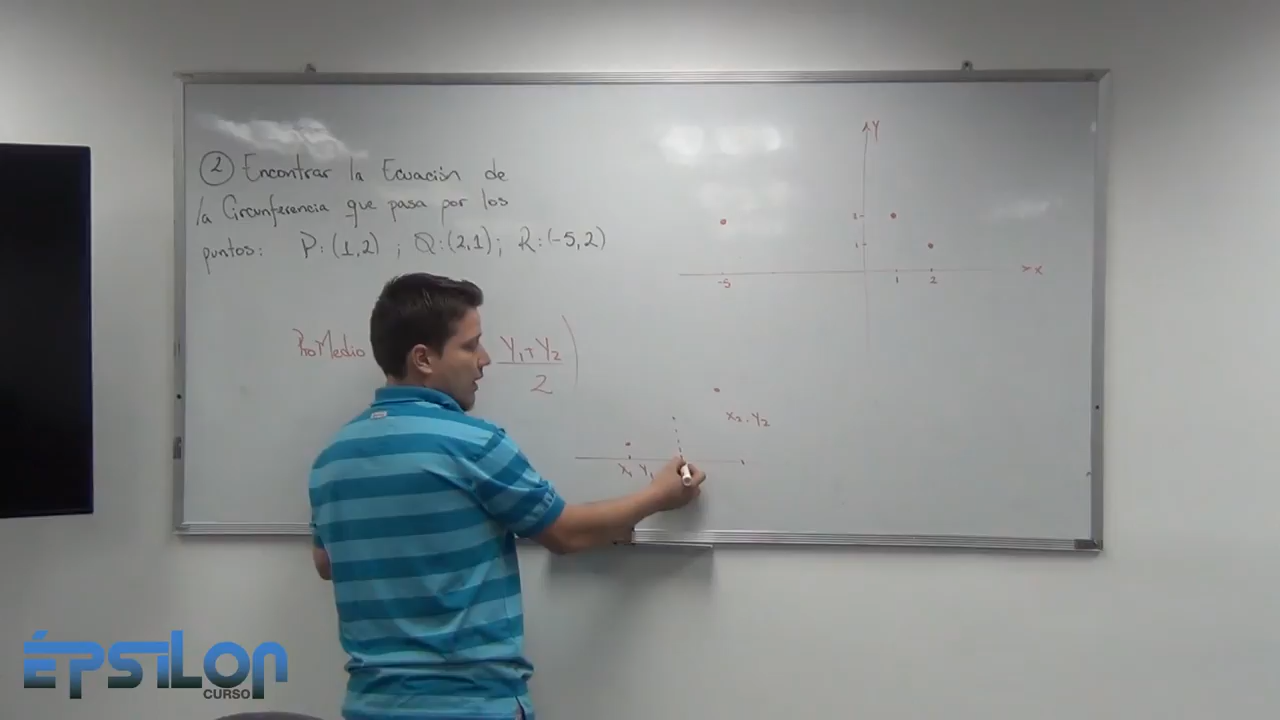 ② Encontrar la Ecuación de
la Circunferencia que pasa por los
puntos: P:(1,2) ; Q:(2,1); R:(-5,2)
ProMedio
Y₁+Y₂
2
X₁ Y₁
X₂, Y₂
Y
1
-5 1 2 X
ÉPSILON
CURSO